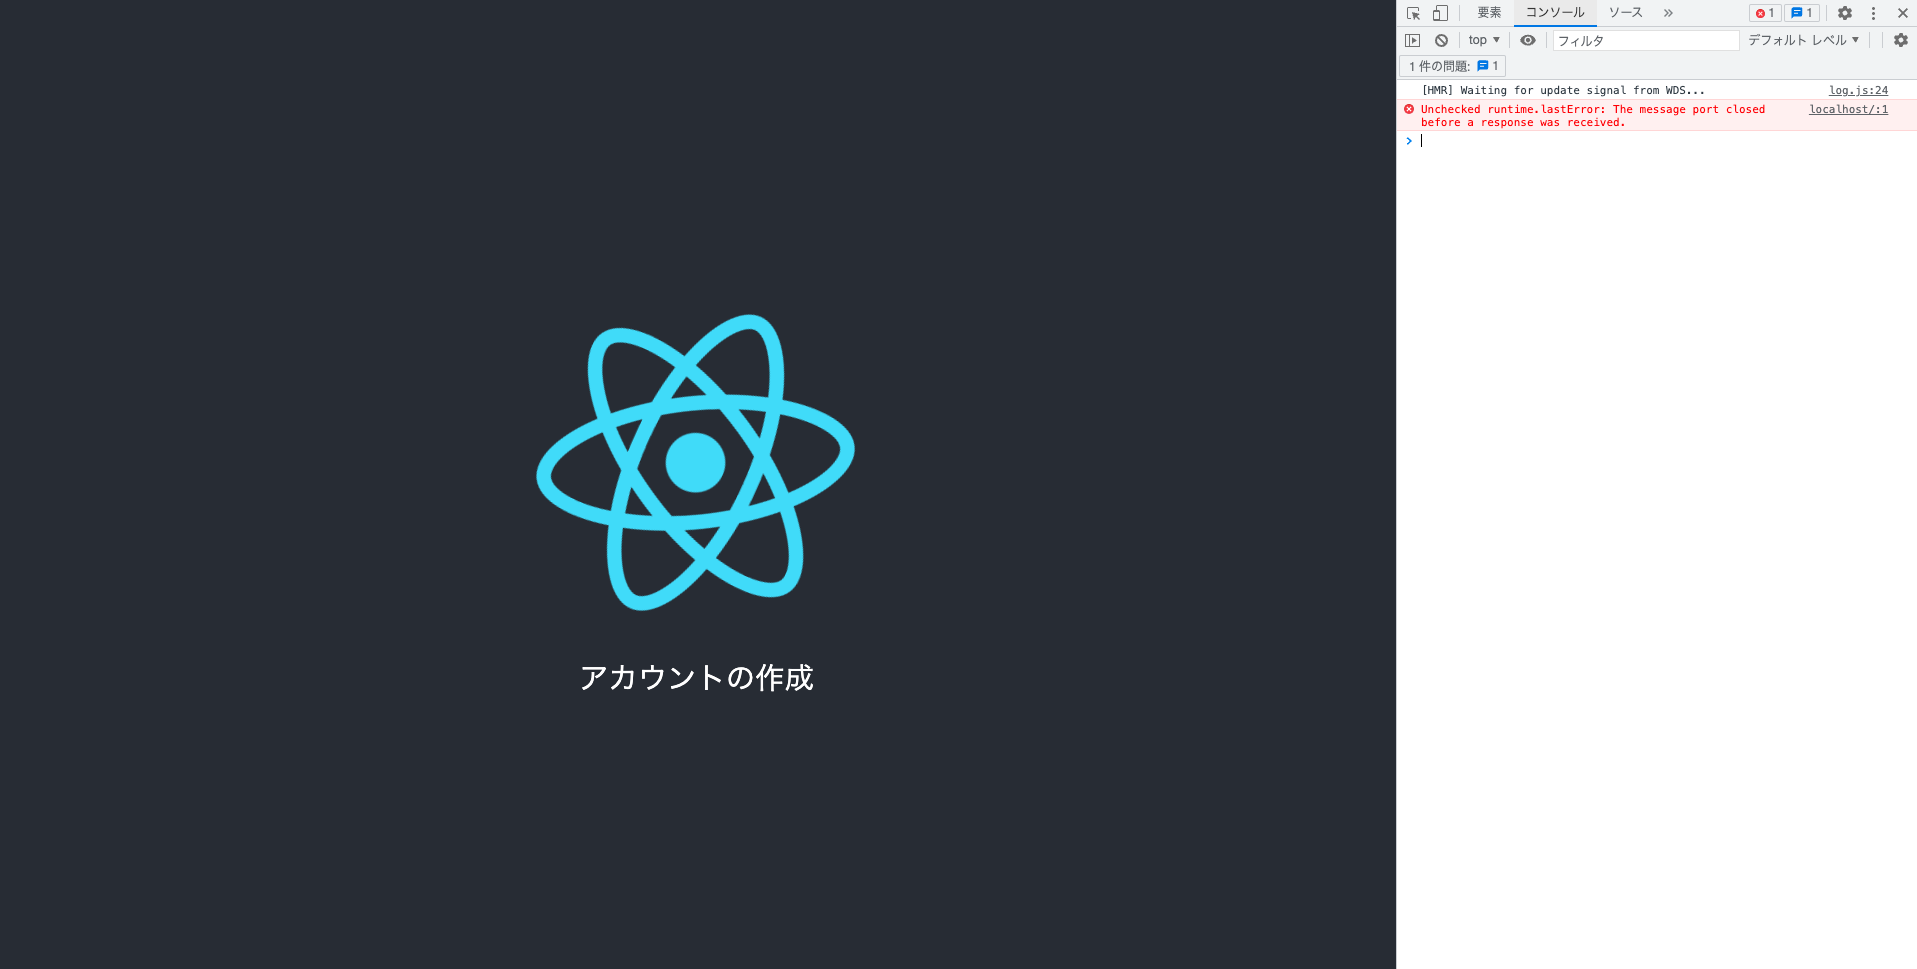 要素 コンソール ソース 1 1
top フィルタ デフォルト レベル
1 件の問題: 1
[HMR] Waiting for update signal from WDS... log.js:24
Unchecked runtime.lastError: The message port closed localhost/:1
before a response was received.
アカウントの作成